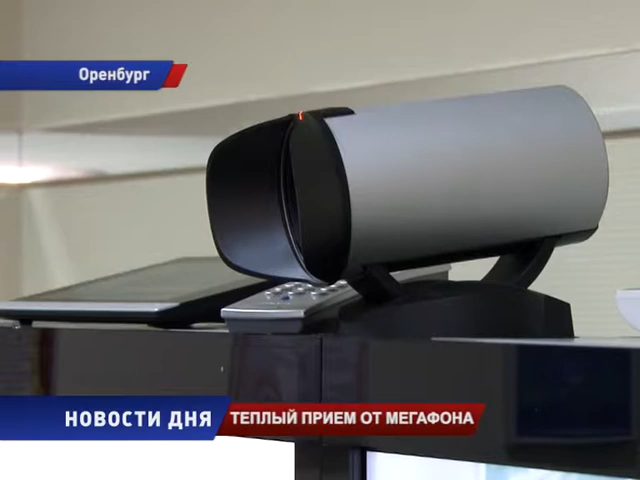 Оренбург
НОВОСТИ ДНЯ
ТЕПЛЫЙ ПРИЕМ ОТ МЕГАФОНА